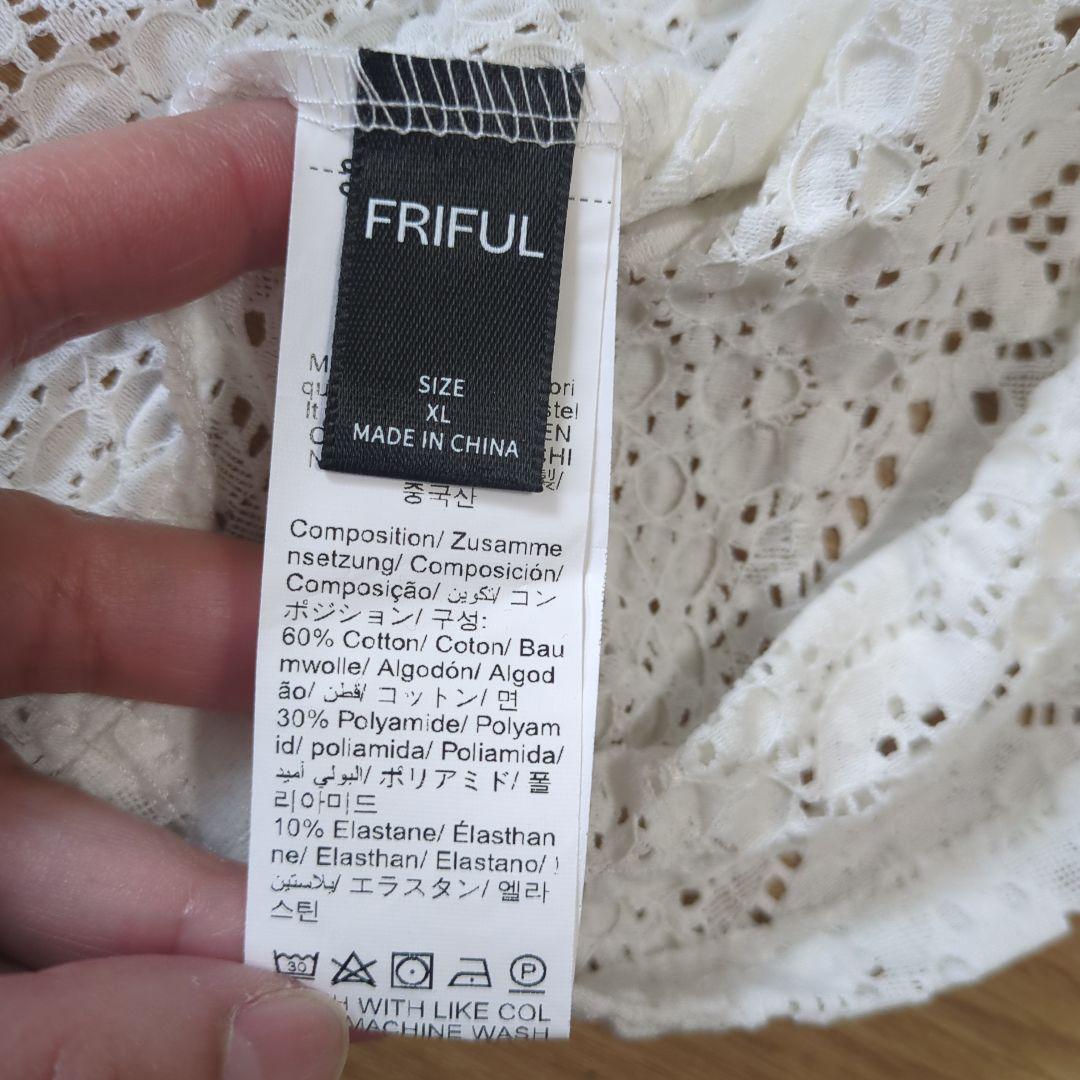 FRIFUL
SIZE
XL
MADE IN CHINA
중국산
Composition/ Zusamme
nsetzung/ Composición/
Composição/ تكوين/ コン
ポジション/ 구성:
60% Cotton/ Coton/ Bau
mwolle/ Algodón/ Algod
ão/ قطن/ コットン/ 면
30% Polyamide/ Polyam
id/ poliamida/ Poliamida/
البولي أميد/ ポリアミド/ 폴
리아미드
10% Elastane/ Élasthan
ne/ Elasthan/ Elastano/
إيلاستين/ エラスタン/ 엘라
스틴
30
P
WITH LIKE COL
MACHINE WASH